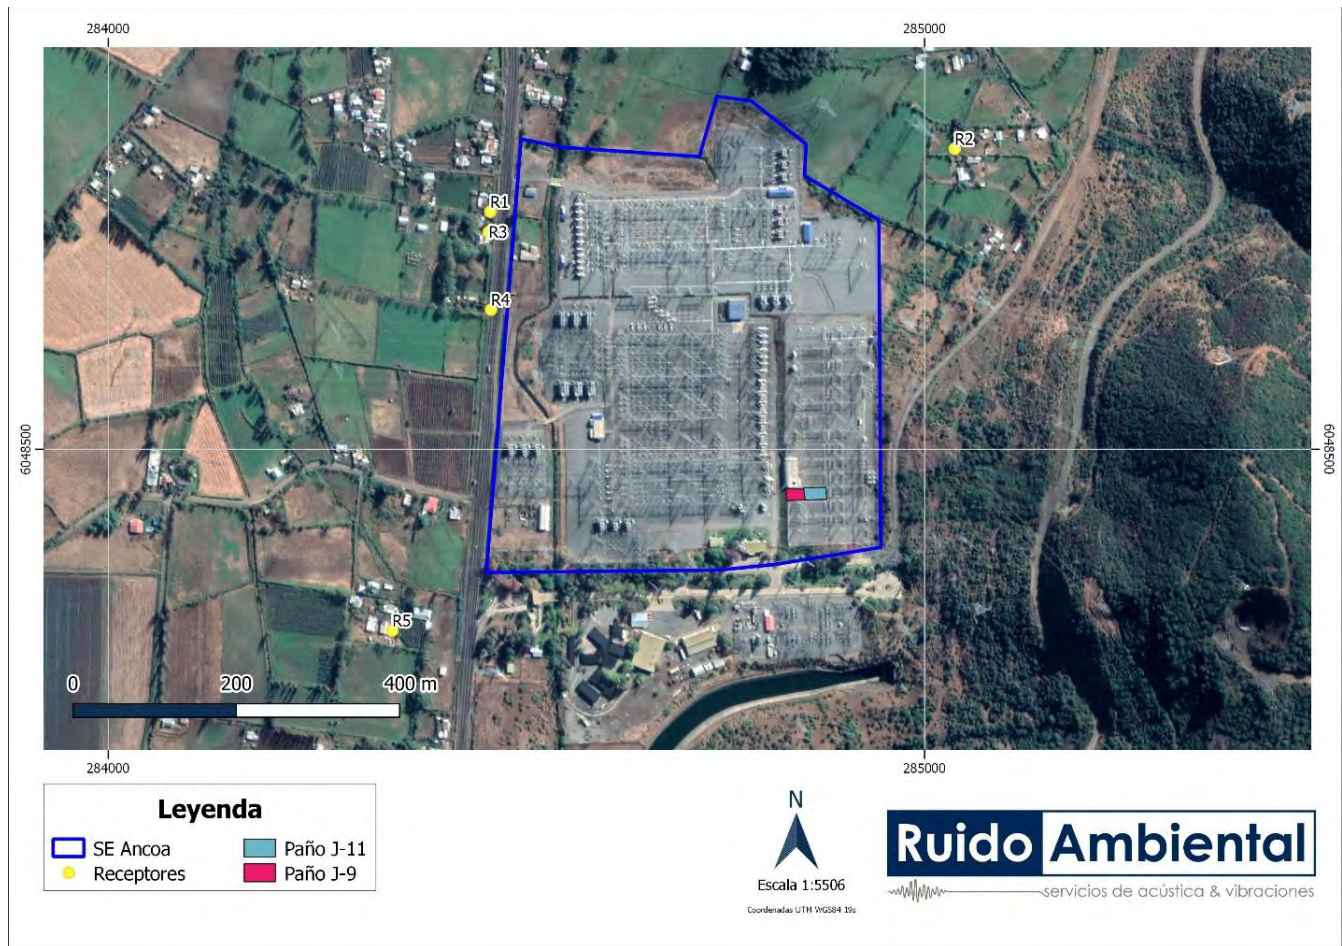 284000 285000
R2
R1
R3
R4
6048500 6048500
R5
0 200 400 m
284000 285000
Leyenda
SE Ancoa
Receptores
Paño J-11
Paño J-9
N
Escala 1:5506
Coordenadas UTM WGS84 19s
Ruido Ambiental
servicios de acústica & vibraciones